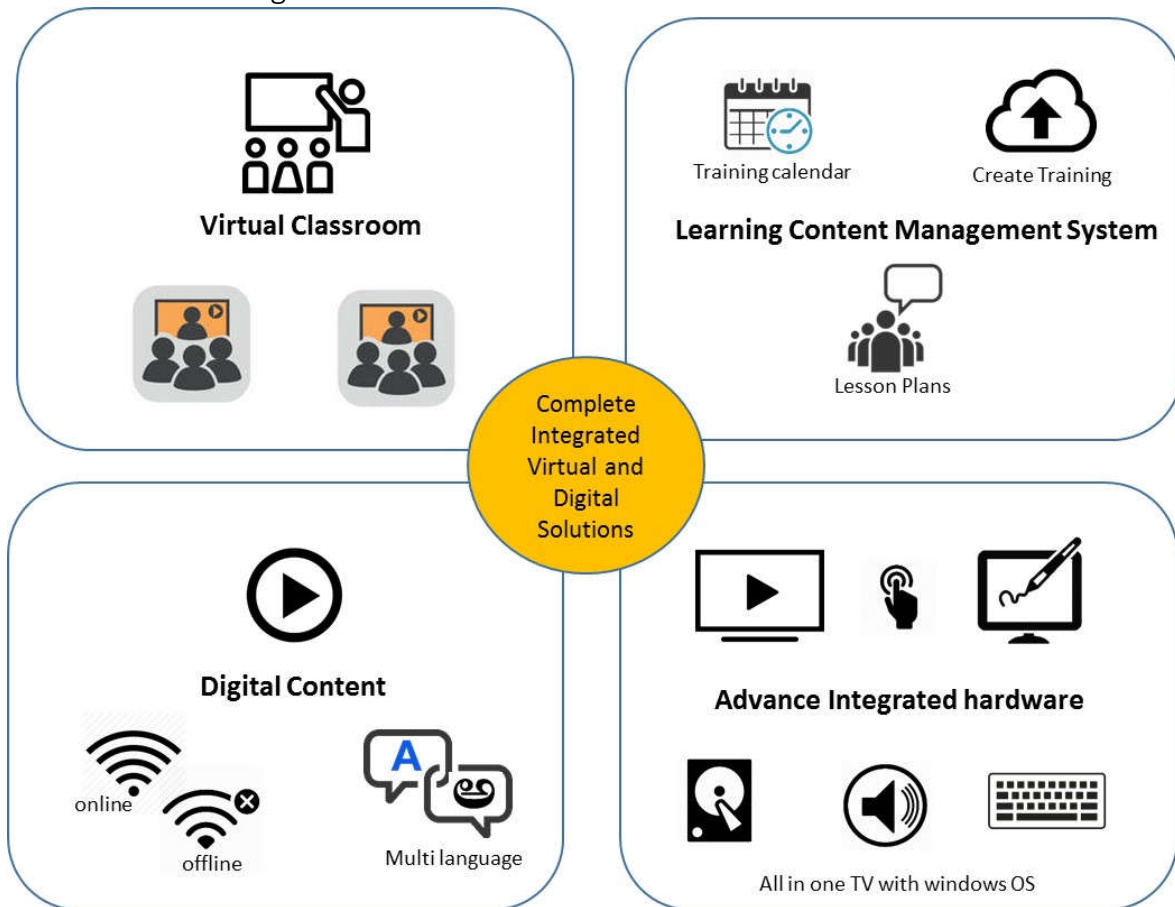 Virtual Classroom
Training calendar
Create Training
Learning Content Management System
Lesson Plans
Complete
Integrated
Virtual and
Digital
Solutions
Digital Content
online
offline
A
అ
Multi language
Advance Integrated hardware
All in one TV with windows OS